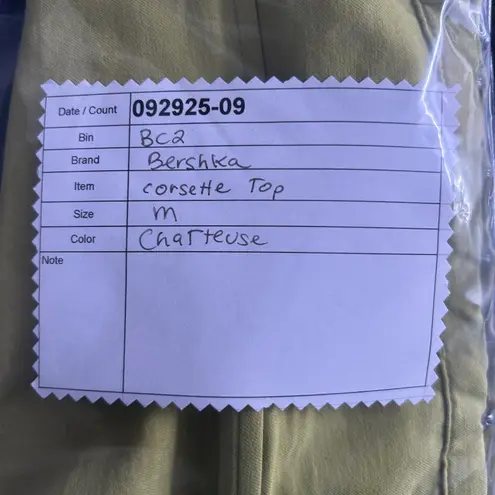 Date / Count 092925-09
Bin BC2
Brand Bershka
Item corsette Top
Size m
Color Charteuse
Note